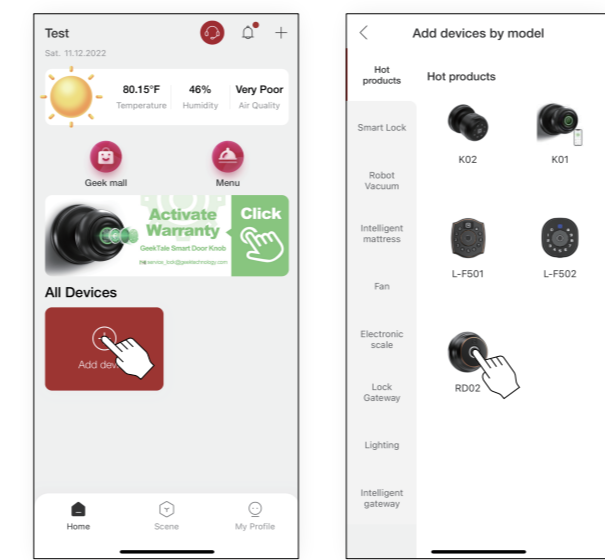 Test
Sat. 11.12.2022
80.15°F
46%
Very Poor
Temperature
Humidity
Air Quality
Geek mall
Menu
Activate
Warranty
GeekTale Smart Door Knob
Click
All Devices
Add
Home
Scene
My Profile
Add devices by model
Hot
products
Smart Lock
Robot
Vacuum
Intelligent
mattress
Fan
Electronic
scale
Lock
Gateway
Lighting
Intelligent
gateway
Hot products
K02
K01
L-F501
L-F502
RD02